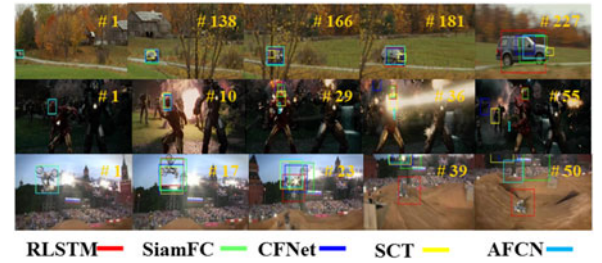 # 1 # 138 # 166 # 181 # 227
# 1 # 10 # 29 # 36 # 55
# 1 # 17 # 23 # 39 # 50
RLSTM SiamFC CFNet SCT AFCN